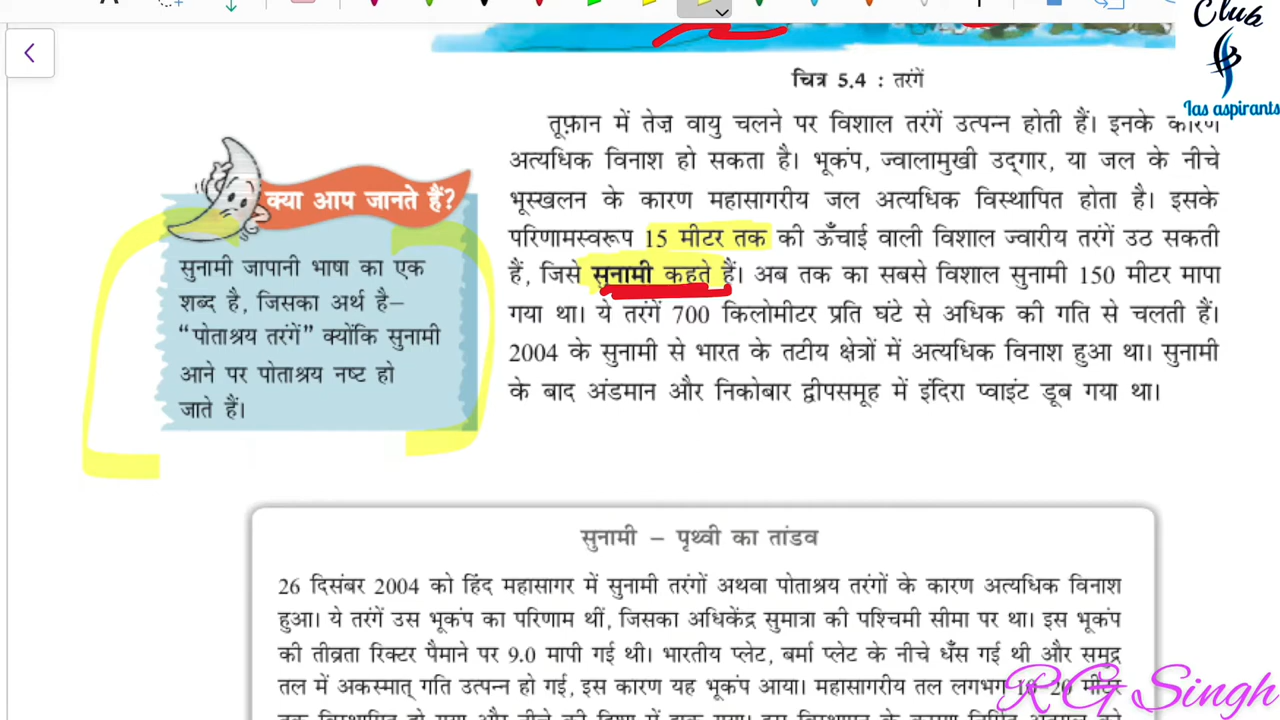 Club
Ias aspirants
चित्र 5.4 : तरंगें
तूफ़ान में तेज़ वायु चलने पर विशाल तरंगें उत्पन्न होती हैं। इनके कारण
अत्यधिक विनाश हो सकता है। भूकंप, ज्वालामुखी उद्‌गार, या जल के नीचे
भूस्खलन के कारण महासागरीय जल अत्यधिक विस्थापित होता है। इसके
परिणामस्वरूप 15 मीटर तक की ऊँचाई वाली विशाल ज्वारीय तरंगें उठ सकती
हैं, जिसे सुनामी कहते हैं। अब तक का सबसे विशाल सुनामी 150 मीटर मापा
गया था। ये तरंगें 700 किलोमीटर प्रति घंटे से अधिक की गति से चलती हैं।
2004 के सुनामी से भारत के तटीय क्षेत्रों में अत्यधिक विनाश हुआ था। सुनामी
के बाद अंडमान और निकोबार द्वीपसमूह में इंदिरा प्वाइंट डूब गया था।
क्या आप जानते हैं?
सुनामी जापानी भाषा का एक
शब्द है, जिसका अर्थ है–
“पोताश्रय तरंगें” क्योंकि सुनामी
आने पर पोताश्रय नष्ट हो
जाते हैं।
सुनामी – पृथ्वी का तांडव
26 दिसंबर 2004 को हिंद महासागर में सुनामी तरंगों अथवा पोताश्रय तरंगों के कारण अत्यधिक विनाश
हुआ। ये तरंगें उस भूकंप का परिणाम थीं, जिसका अधिकेंद्र सुमात्रा की पश्चिमी सीमा पर था। इस भूकंप
की तीव्रता रिक्टर पैमाने पर 9.0 मापी गई थी। भारतीय प्लेट, बर्मा प्लेट के नीचे धँस गई थी और समुद्र
तल में अकस्मात् गति उत्पन्न हो गई, इस कारण यह भूकंप आया। महासागरीय तल लगभग 10–20 मीटर
RG Singh